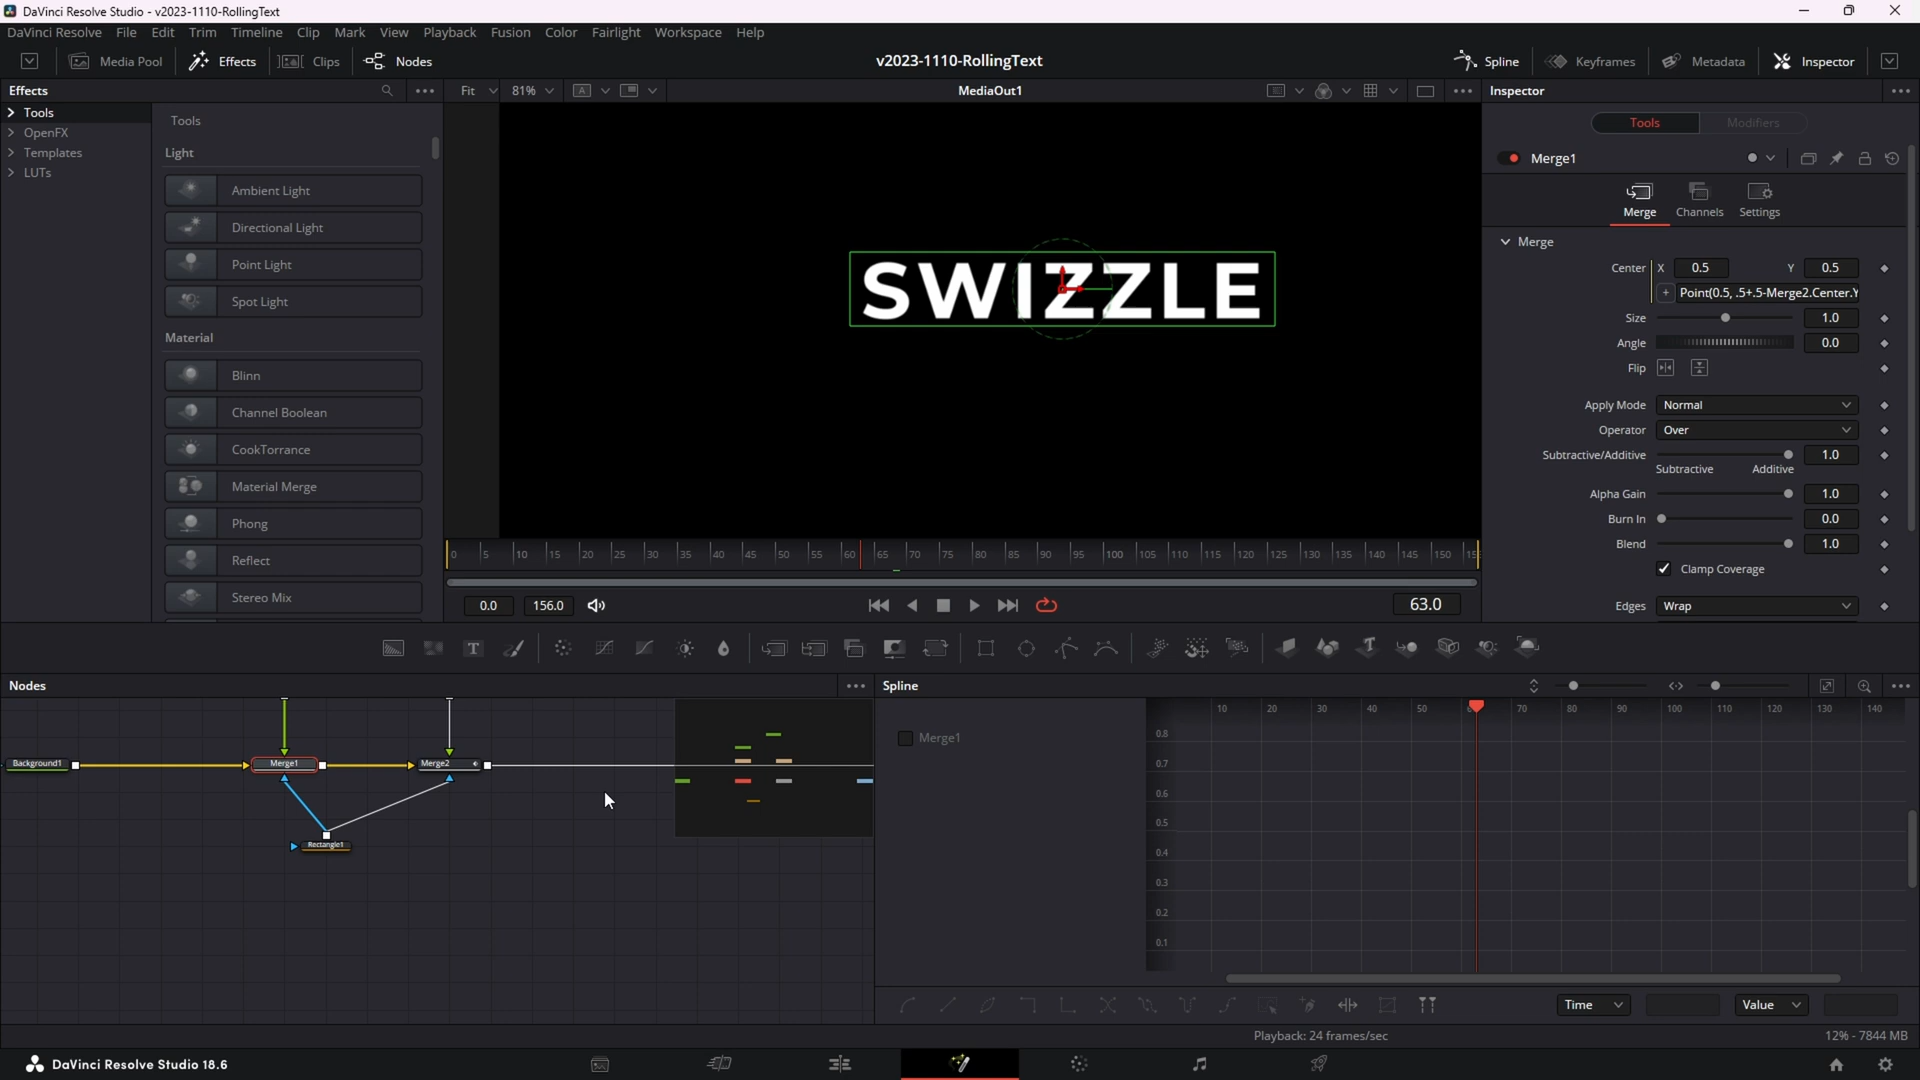 DaVinci Resolve Studio - v2023-1110-RollingText
DaVinci Resolve File Edit Trim Timeline Clip Mark View Playback Fusion Color Fairlight Workspace Help
Media Pool Effects Clips Nodes v2023-1110-RollingText Spline Keyframes Metadata Inspector
Effects Fit 81% A MediaOut1 Inspector
Tools
OpenFX
Templates
LUTs
Tools
Light
Ambient Light
Directional Light
Point Light
Spot Light
Material
Blinn
Channel Boolean
CookTorrance
Material Merge
Phong
Reflect
Stereo Mix
SWIZZLE
0 5 10 15 20 25 30 35 40 45 50 55 60 65 70 75 80 85 90 95 100 105 110 115 120 125 130 135 140 145 150
0.0 156.0 63.0
Tools Modifiers
Merge1
Merge Channels Settings
Merge
Center X 0.5 Y 0.5
+ Point(0.5, .5+.5-Merge2.Center.Y
Size 1.0
Angle 0.0
Flip
Apply Mode Normal
Operator Over
Subtractive/Additive 1.0
Subtractive Additive
Alpha Gain 1.0
Burn In 0.0
Blend 1.0
Clamp Coverage
Edges Wrap
T
Nodes
Background1 Merge1 Merge2
Rectangle1
Spline
Merge1
10 20 30 40 50 70 80 90 100 110 120 130 140
0.8
0.7
0.6
0.5
0.4
0.3
0.2
0.1
Time Value
Playback: 24 frames/sec 12% - 7844 MB
DaVinci Resolve Studio 18.6